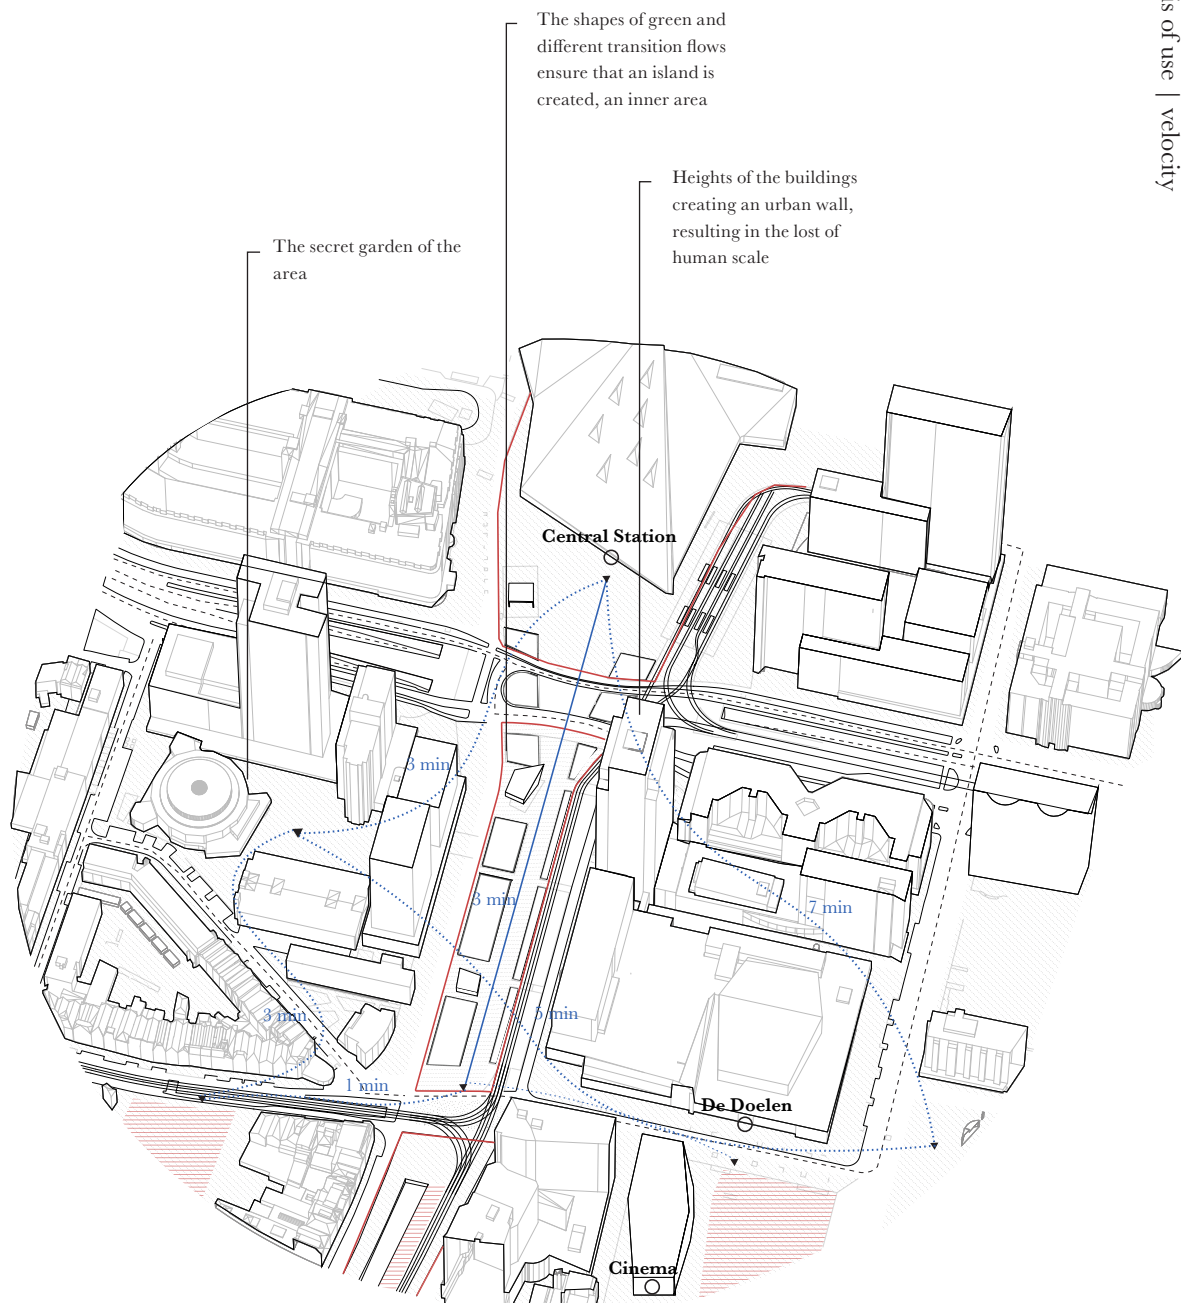 The shapes of green and
different transition flows
ensure that an island is
created, an inner area
is of use | velocity
Heights of the buildings
creating an urban wall,
resulting in the lost of
human scale
The secret garden of the
area
Central Station
3 min
3 min
7 min
3 min
5 min
1 min
De Doelen
Cinema